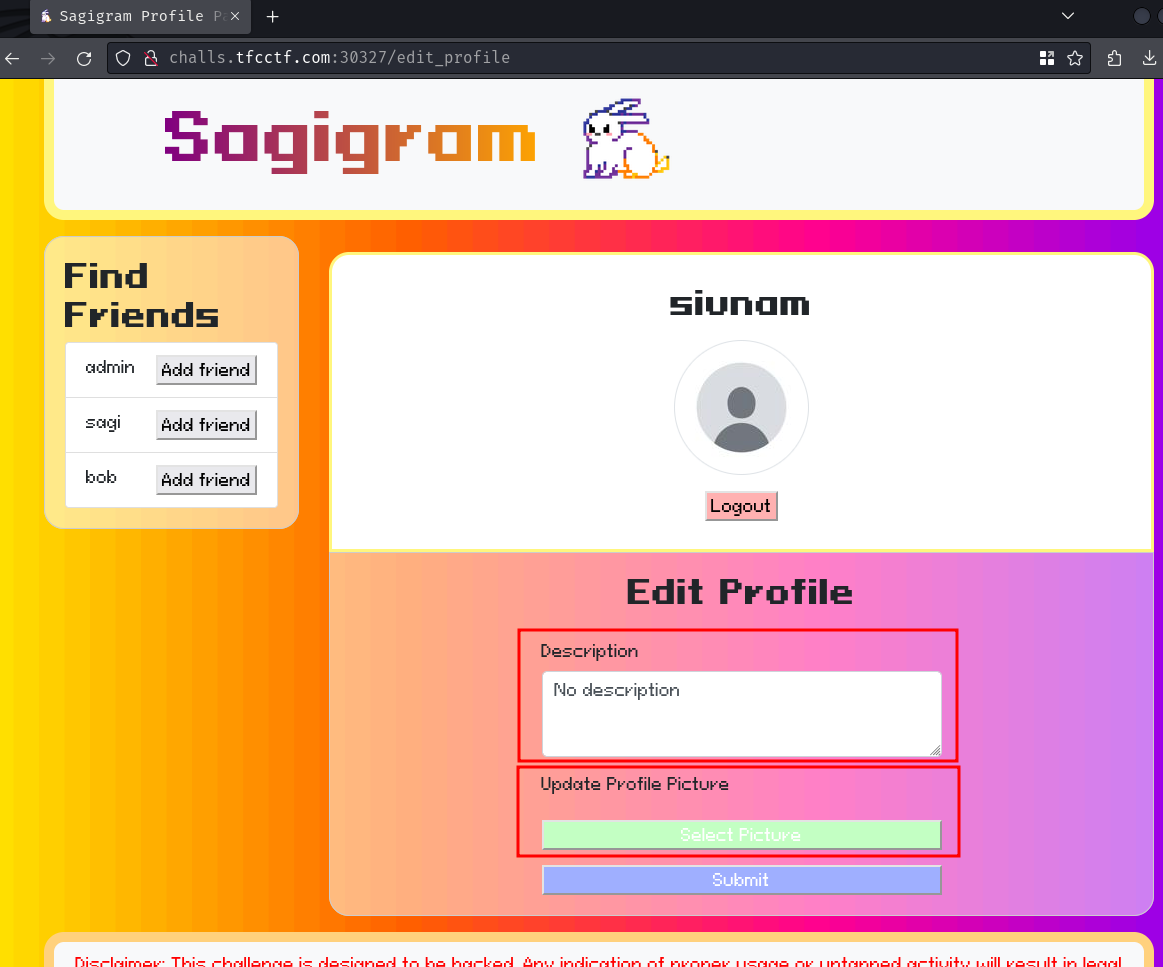 Sagigram Profile Pa
challs.tfcctf.com:30327/edit_profile
Sagigram
Find
Friends
admin Add friend
sagi Add friend
bob Add friend
siunam
Logout
Edit Profile
Description
No description
Update Profile Picture
Select Picture
Submit
Disclaimer: This challenge is designed to be hacked. Any indication of proper usage or untapped activity will result in legal